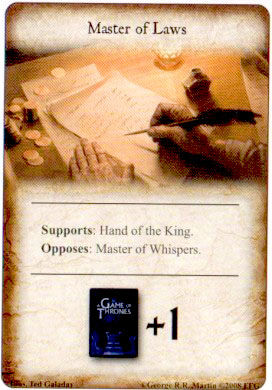 Master of Laws
Supports: Hand of the King.
Opposes: Master of Whispers.
A GAME OF
THRONES
+1
Illus. Ted Galaday
George R.R. Martin ©2008 FFG